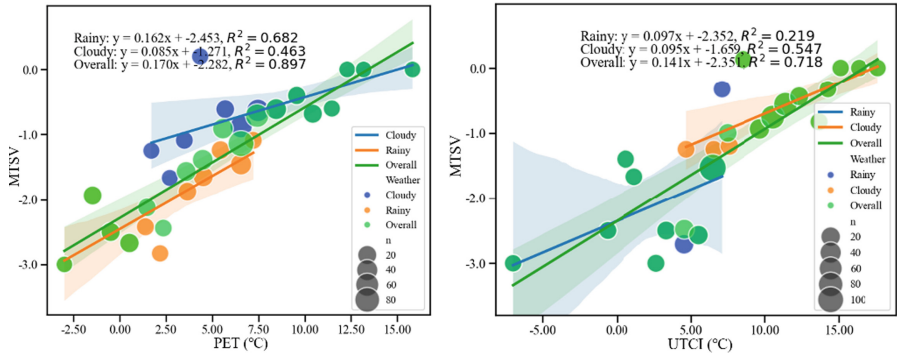 Rainy: y = 0.162x + -2.453, R² = 0.682
Cloudy: y = 0.085x + -1.271, R² = 0.463
Overall: y = 0.170x + -2.282, R² = 0.897
0.0
-1.0
-2.0
-3.0
MTSV
-2.50
0.00
2.50
5.00
7.50
10.00
12.50
15.00
PET (℃)
Cloudy
Rainy
Overall
Weather
Cloudy
Rainy
Overall
n
20
40
60
80
Rainy: y = 0.097x + -2.352, R² = 0.219
Cloudy: y = 0.095x + -1.659, R² = 0.547
Overall: y = 0.141x + -2.351, R² = 0.718
0.0
-1.0
-2.0
-3.0
MTSV
-5.00
0.00
5.00
10.00
15.00
UTCI (℃)
Rainy
Cloudy
Overall
Weather
Rainy
Cloudy
Overall
n
20
40
60
80
100